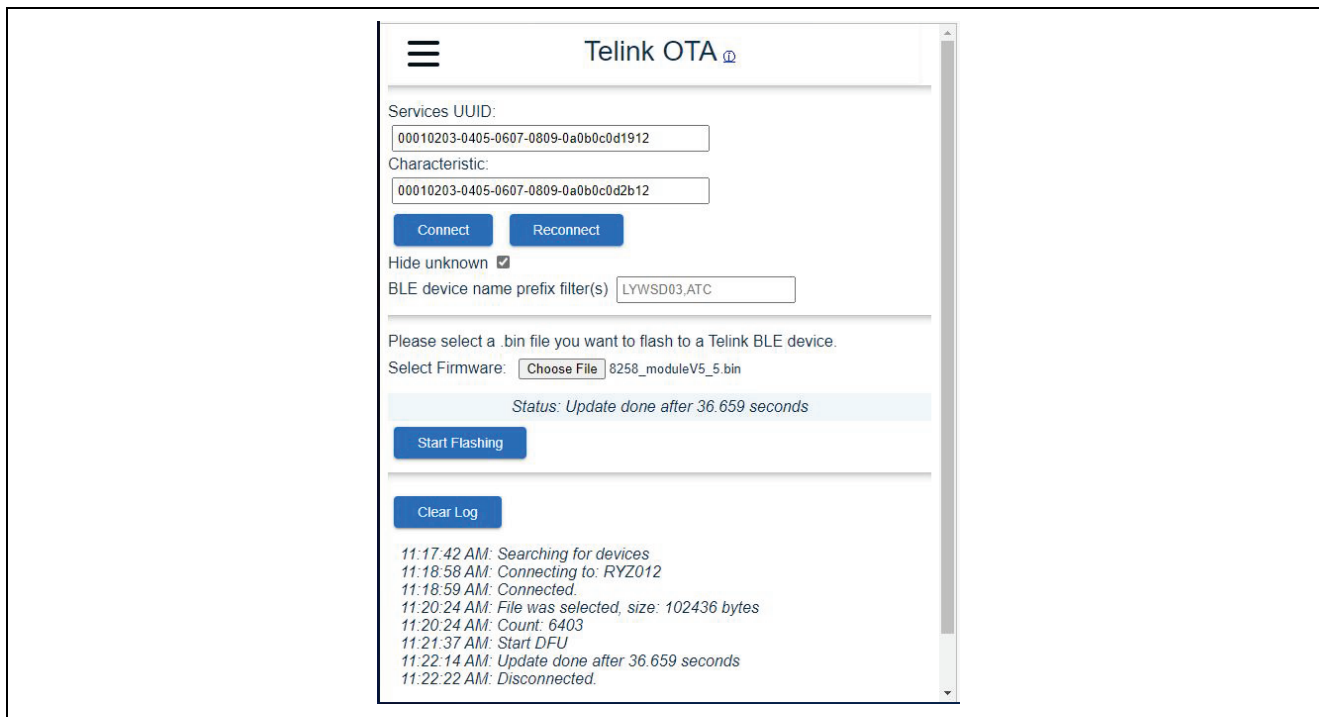 Telink OTA ⓘ
Services UUID:
00010203-0405-0607-0809-0a0b0c0d1912
Characteristic:
00010203-0405-0607-0809-0a0b0c0d2b12
Connect Reconnect
Hide unknown
BLE device name prefix filter(s) LYWSD03,ATC
Please select a .bin file you want to flash to a Telink BLE device.
Select Firmware: Choose File 8258_moduleV5_5.bin
Status: Update done after 36.659 seconds
Start Flashing
Clear Log
11:17:42 AM: Searching for devices
11:18:58 AM: Connecting to: RYZ012
11:18:59 AM: Connected.
11:20:24 AM: File was selected, size: 102436 bytes
11:20:24 AM: Count: 6403
11:21:37 AM: Start DFU
11:22:14 AM: Update done after 36.659 seconds
11:22:22 AM: Disconnected.